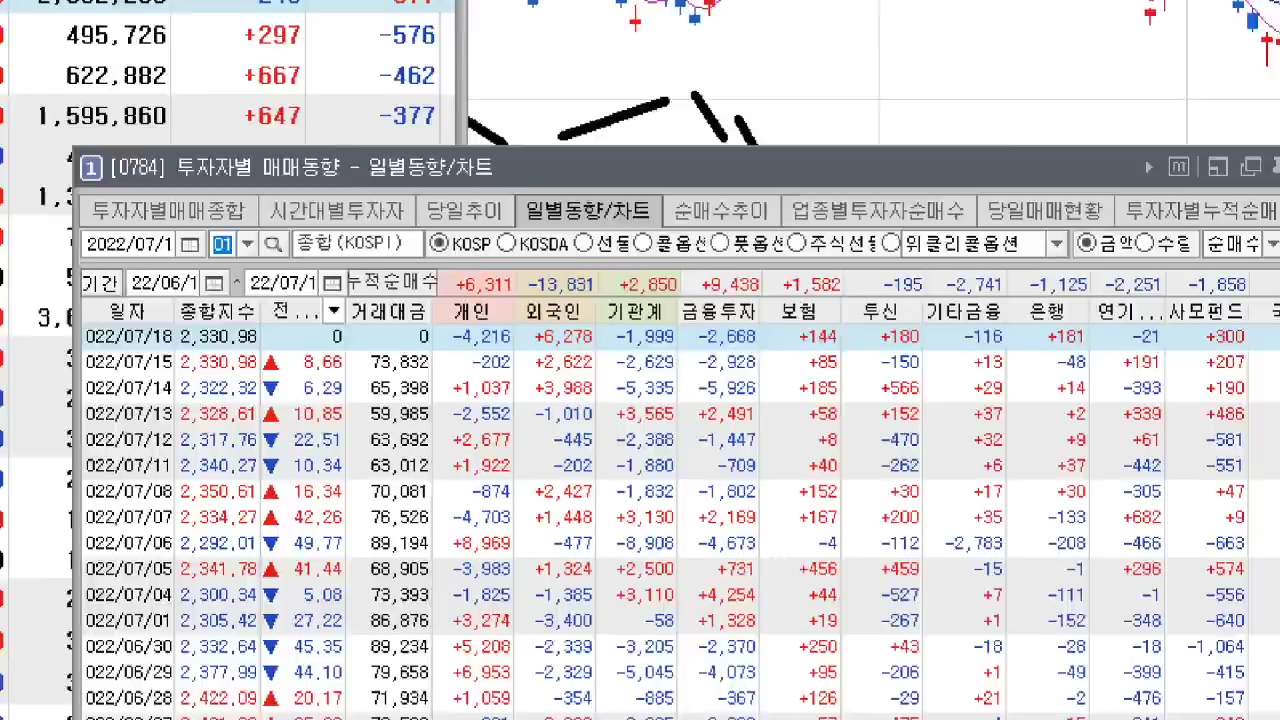 495,726 +297 -576
622,882 +667 -462
1,595,860 +647 -377
1 [0784] 투자자별 매매동향 - 일별동향/차트
투자자별매매종합 시간대별투자자 당일추이 일별동향/차트 순매수추이 업종별투자자순매수 당일매매현황 투자자별누적순매
2022/07/1 01 종합(KOSPI) KOSP KOSDA 선물 콜옵션 풋옵션 주식선물 위클리콜옵션 금액 수량 순매수
기간 22/06/1 ~ 22/07/1 누적순매수 +6,311 -13,831 +2,850 +9,438 +1,582 -195 -2,741 -1,125 -2,251 -1,858
일자 종합지수 전... 거래대금 개인 외국인 기관계 금융투자 보험 투신 기타금융 은행 연기... 사모펀드
022/07/18 2,330.98 0 0 -4,216 +6,278 -1,999 -2,668 +144 +180 -116 +181 -21 +300
022/07/15 2,330.98 ▲ 8.66 73,832 -202 +2,622 -2,629 -2,928 +85 -150 +13 -48 +191 +207
022/07/14 2,322.32 ▼ 6.29 65,398 +1,037 +3,988 -5,335 -5,926 +185 +566 +29 +14 -393 +190
022/07/13 2,328.61 ▲ 10.85 59,985 -2,552 -1,010 +3,565 +2,491 +58 +152 +37 +2 +339 +486
022/07/12 2,317.76 ▼ 22.51 63,692 +2,677 -445 -2,388 -1,447 +8 -470 +32 +9 +61 -581
022/07/11 2,340.27 ▼ 10.34 63,012 +1,922 -202 -1,880 -709 +40 -262 +6 +37 -442 -551
022/07/08 2,350.61 ▲ 16.34 70,081 -874 +2,427 -1,832 -1,802 +152 +30 +17 +30 -305 +47
022/07/07 2,334.27 ▲ 42.26 76,526 -4,703 +1,448 +3,130 +2,169 +167 +200 +35 -133 +682 +9
022/07/06 2,292.01 ▼ 49.77 89,194 +8,969 -477 -8,908 -4,673 -4 -112 -2,783 -208 -466 -663
022/07/05 2,341.78 ▲ 41.44 68,905 -3,983 +1,324 +2,500 +731 +456 +459 -15 -1 +296 +574
022/07/04 2,300.34 ▼ 5.08 73,393 -1,825 -1,385 +3,110 +4,254 +44 -527 +7 -111 -1 -556
022/07/01 2,305.42 ▼ 27.22 86,876 +3,274 -3,400 -58 +1,328 +19 -267 +1 -152 -348 -640
022/06/30 2,332.64 ▼ 45.35 89,234 +5,208 -2,339 -3,205 -2,370 +250 +43 -18 -28 -18 -1,064
022/06/29 2,377.99 ▼ 44.10 79,658 +6,953 -2,329 -5,045 -4,073 +95 -206 +1 -49 -399 -415
022/06/28 2,422.09 ▲ 20.17 71,934 +1,059 -354 -885 -367 +126 -29 +21 -2 -476 -157